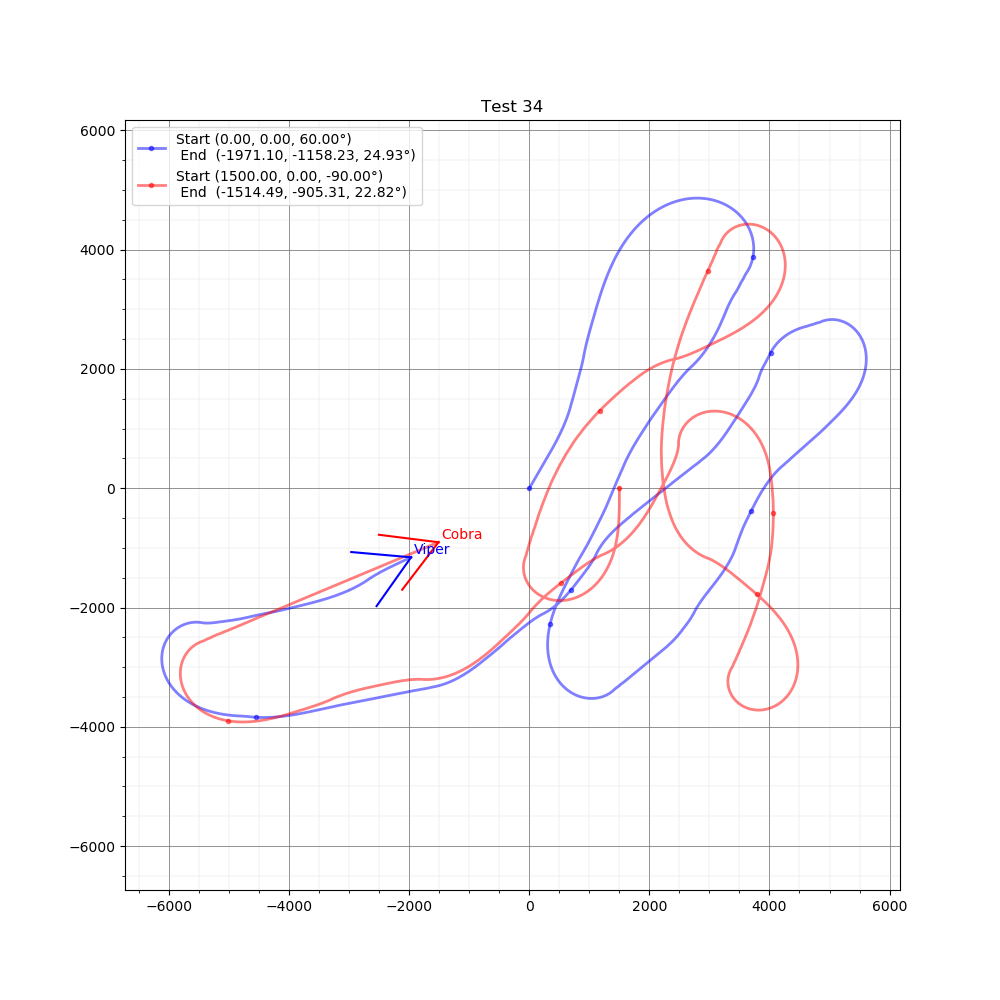 Test 34
Start (0.00, 0.00, 60.00°)
End (-1971.10, -1158.23, 24.93°)
Start (1500.00, 0.00, -90.00°)
End (-1514.49, -905.31, 22.82°)
6000
4000
2000
0
−2000
−4000
−6000
Cobra
Viper
−6000 −4000 −2000 0 2000 4000 6000